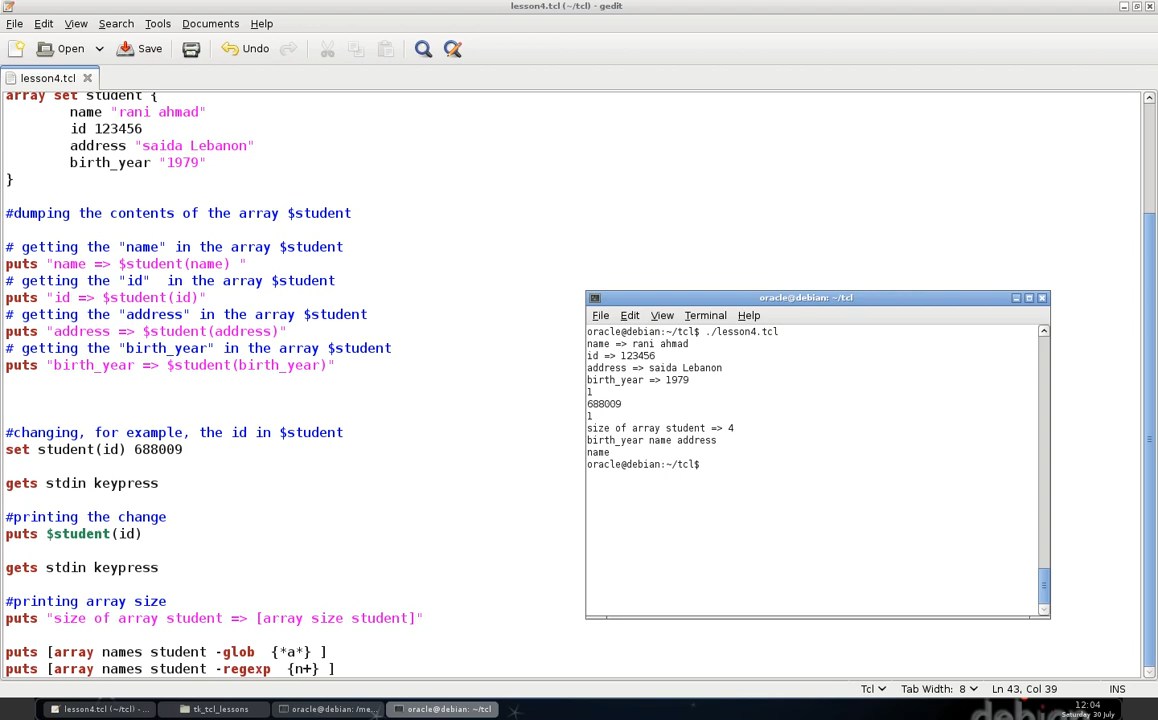 lesson4.tcl (~/tcl) - gedit
File Edit View Search Tools Documents Help
Open Save Undo
lesson4.tcl
array set student {
name "rani ahmad"
id 123456
address "saida Lebanon"
birth_year "1979"
}
#dumping the contents of the array $student
# getting the "name" in the array $student
puts "name => $student(name) "
# getting the "id"  in the array $student
puts "id => $student(id)"
# getting the "address" in the array $student
puts "address => $student(address)"
# getting the "birth_year" in the array $student
puts "birth_year => $student(birth_year)"
#changing, for example, the id in $student
set student(id) 688009
gets stdin keypress
#printing the change
puts $student(id)
gets stdin keypress
#printing array size
puts "size of array student => [array size student]"
puts [array names student -glob  {*a*} ]
puts [array names student -regexp  {n+} ]
oracle@debian: ~/tcl
File Edit View Terminal Help
oracle@debian:~/tcl$ ./lesson4.tcl
name => rani ahmad
id => 123456
address => saida Lebanon
birth_year => 1979
1
688009
1
size of array student => 4
birth_year name address
name
oracle@debian:~/tcl$
Tcl Tab Width: 8 Ln 43, Col 39 INS
lesson4.tcl (~/tcl) - ... tk_tcl_lessons oracle@debian: /me... oracle@debian: ~/tcl 12:04
Saturday 30 July
debian